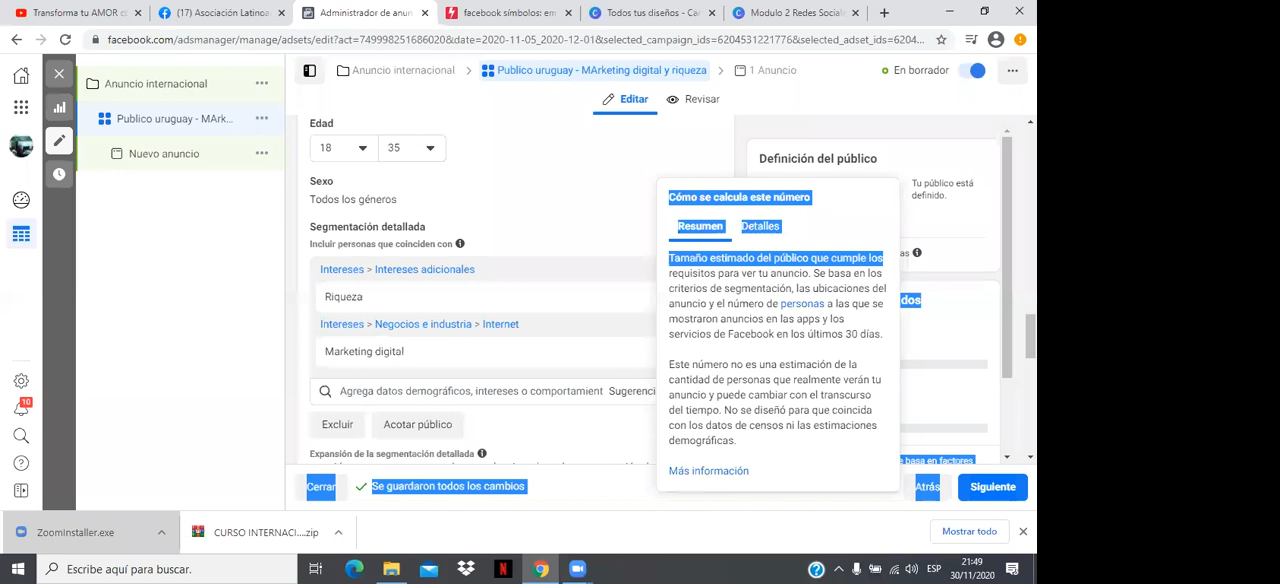 Transforma tu AMOR c
(17) Asociación Latinoa
Administrador de anun
facebook símbolos: em
Todos tus diseños - Ca
Modulo 2 Redes Sociale
facebook.com/adsmanager/manage/adsets/edit?act=749998251686020&date=2020-11-05_2020-12-01&selected_campaign_ids=6204531221776&selected_adset_ids=6204...
Anuncio internacional
Publico uruguay - MArk...
Nuevo anuncio
Anuncio internacional > Publico uruguay - MArketing digital y riqueza > 1 Anuncio
En borrador
Editar
Revisar
Edad
18
35
Sexo
Todos los géneros
Segmentación detallada
Incluir personas que coinciden con
Intereses > Intereses adicionales
Riqueza
Intereses > Negocios e industria > Internet
Marketing digital
Agrega datos demográficos, intereses o comportamient
Sugerenci
Excluir
Acotar público
Expansión de la segmentación detallada
Definición del público
Tu público está
definido.
as
dos
Cómo se calcula este número
Resumen
Detalles
Tamaño estimado del público que cumple los
requisitos para ver tu anuncio. Se basa en los
criterios de segmentación, las ubicaciones del
anuncio y el número de personas a las que se
mostraron anuncios en las apps y los
servicios de Facebook en los últimos 30 días.
Este número no es una estimación de la
cantidad de personas que realmente verán tu
anuncio y puede cambiar con el transcurso
del tiempo. No se diseñó para que coincida
con los datos de censos ni las estimaciones
demográficas.
Más información
se basa en factores
Cerrar
Se guardaron todos los cambios
Atrás
Siguiente
10
ZoomInstaller.exe
CURSO INTERNACI....zip
Mostrar todo
Escribe aquí para buscar.
ESP
21:49
30/11/2020